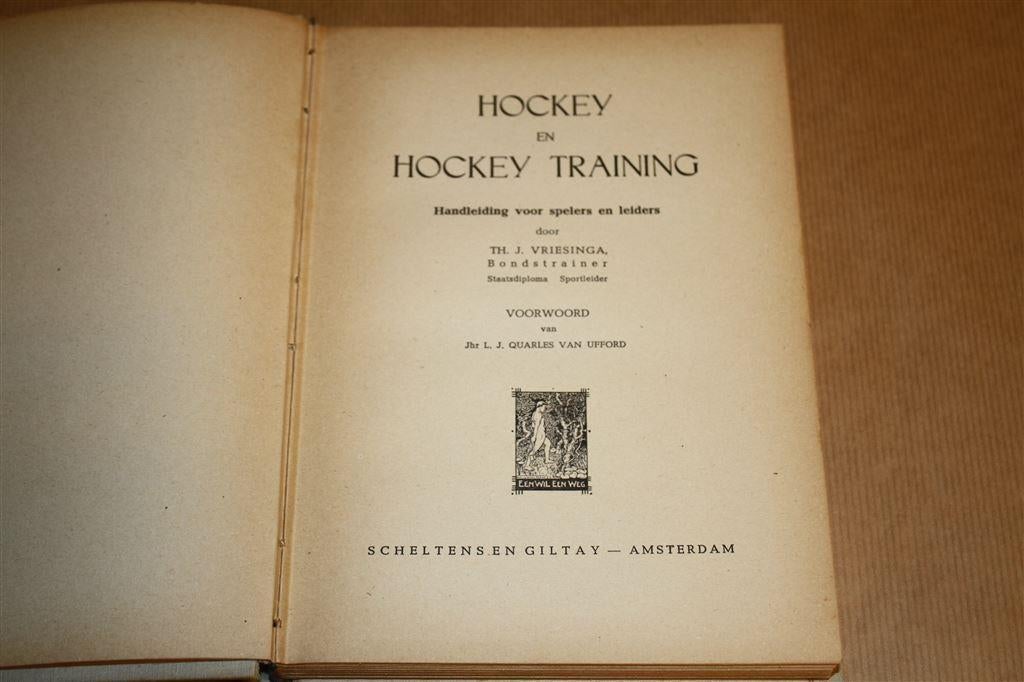 HOCKEY
EN
HOCKEY TRAINING
Handleiding voor spelers en leiders
door
TH. J. VRIESINGA,
Bondstrainer
Staatsdiploma Sportleider
VOORWOORD
van
Jhr L. J. QUARLES VAN UFFORD
EEN WIL EEN WEG
SCHELTENS EN GILTAY — AMSTERDAM